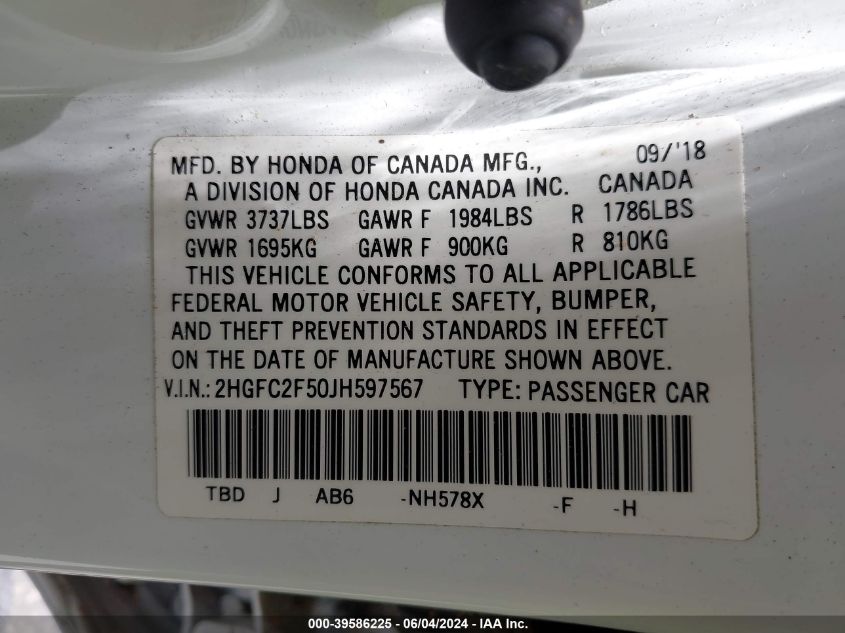 MFD. BY HONDA OF CANADA MFG., 09/'18
A DIVISION OF HONDA CANADA INC. CANADA
GVWR 3737LBS GAWR F 1984LBS R 1786LBS
GVWR 1695KG GAWR F 900KG R 810KG
THIS VEHICLE CONFORMS TO ALL APPLICABLE
FEDERAL MOTOR VEHICLE SAFETY, BUMPER,
AND THEFT PREVENTION STANDARDS IN EFFECT
ON THE DATE OF MANUFACTURE SHOWN ABOVE.
V.I.N.: 2HGFC2F50JH597567 TYPE: PASSENGER CAR
TBD J AB6 -NH578X -F -H
000-39586225 - 06/04/2024 - IAA Inc.